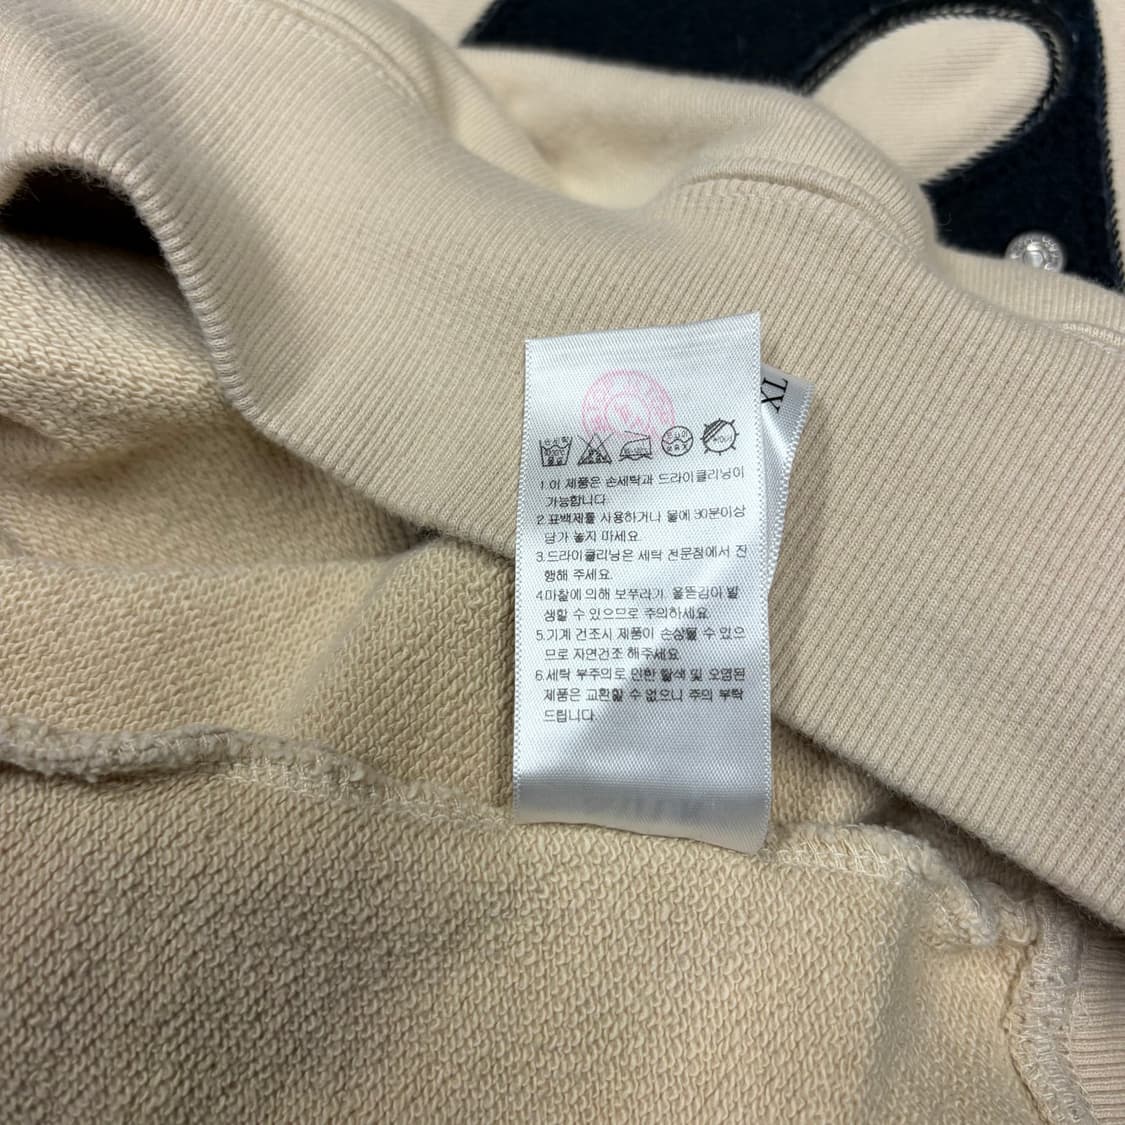 XL
1.이 제품은 손세탁과 드라이클리닝이
가능합니다.
2.표백제를 사용하거나 물에 30분이상
담가 놓지 마세요.
3.드라이클리닝은 세탁 전문점에서 진
행해 주세요.
4.마찰에 의해 보푸라기, 올뜯김이 발
생할 수 있으므로 주의하세요.
5.기계 건조시 제품이 손상될 수 있으
므로 자연건조 해주세요.
6.세탁 부주의로 인한 탈색 및 오염된
제품은 교환할 수 없으니 주의 부탁
드립니다.